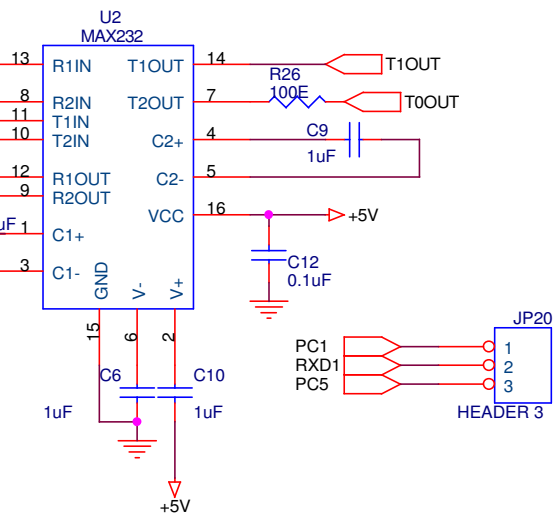 U2
MAX232
13 R1IN T1OUT 14 T1OUT
R26
100E
8 R2IN T2OUT 7 T0OUT
11 T1IN
10 T2IN C2+ 4 C9
1uF
12 R1OUT C2- 5
9 R2OUT
VCC 16 +5V
uF 1 C1+
C12
0.1uF
3 C1-
GND V- V+
15 6 2
JP20
PC1 1
RXD1 2
PC5 3
HEADER 3
C6 C10
1uF 1uF
+5V